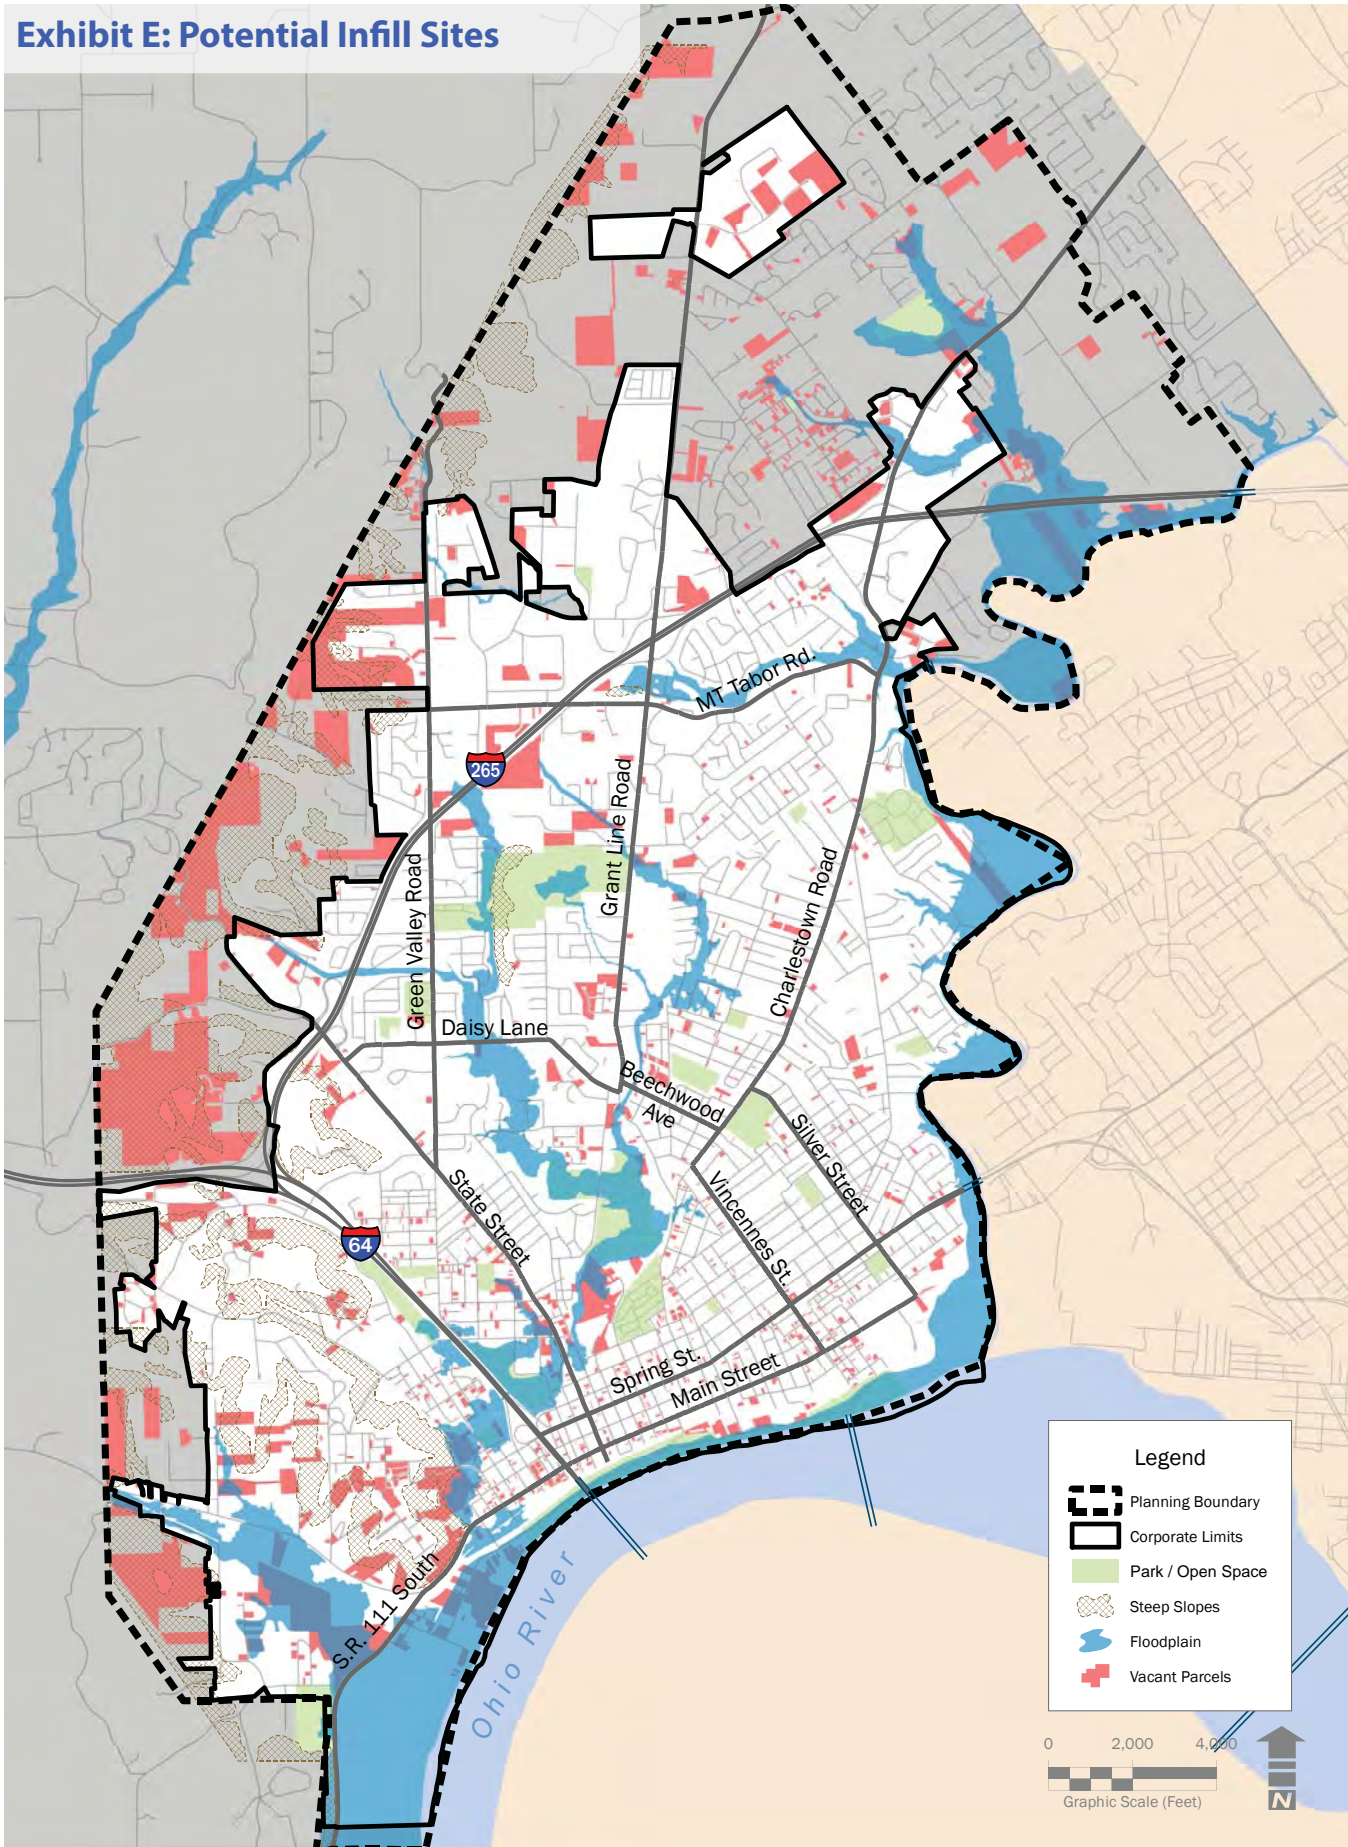 Exhibit E: Potential Infill Sites
MT Tabor Rd.
265
Grant Line Road
Green Valley Road
Charlestown Road
Daisy Lane
Beechwood
Ave
Silver Street
State Street
Vincennes St.
64
Spring St.
Main Street
S.R. 111 South
Ohio River
Legend
Planning Boundary
Corporate Limits
Park / Open Space
Steep Slopes
Floodplain
Vacant Parcels
0 2,000 4,000
Graphic Scale (Feet)
N